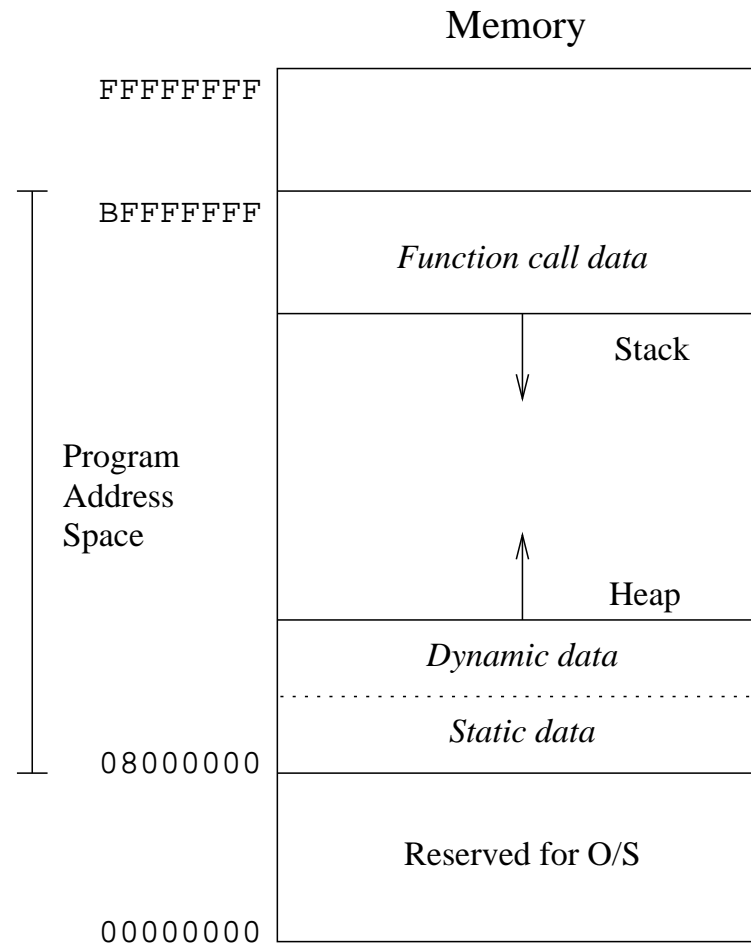 Memory
FFFFFFFF
BFFFFFFF
Function call data
Stack
Program
Address
Space
Heap
Dynamic data
Static data
08000000
Reserved for O/S
00000000